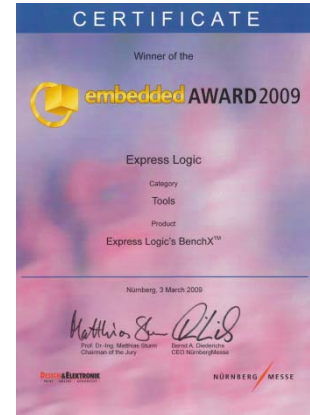 CERTIFICATE
Winner of the
embedded AWARD 2009
Express Logic
Category
Tools
Product
Express Logic's BenchX™
Nürnberg, 3 March 2009
Prof. Dr.-Ing. Matthias Sturm
Chairman of the Jury
Bernd A. Diederichs
CEO NürnbergMesse
DESIGN & ELEKTRONIK
NÜRNBERG MESSE